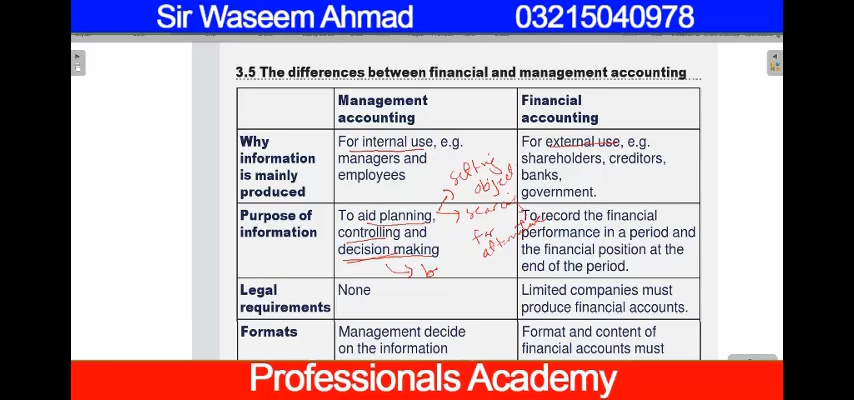 Sir Waseem Ahmad 03215040978
3.5 The differences between financial and management accounting
Management
accounting
Financial
accounting
Why
information
is mainly
produced
For internal use, e.g.
managers and
employees
For external use, e.g.
shareholders, creditors,
banks,
government.
Purpose of
information
To aid planning,
controlling and
decision making
setting
object
searching
for
alternative
b
To record the financial
performance in a period and
the financial position at the
end of the period.
Legal
requirements
None
Limited companies must
produce financial accounts.
Formats
Management decide
on the information
Format and content of
financial accounts must
Professionals Academy